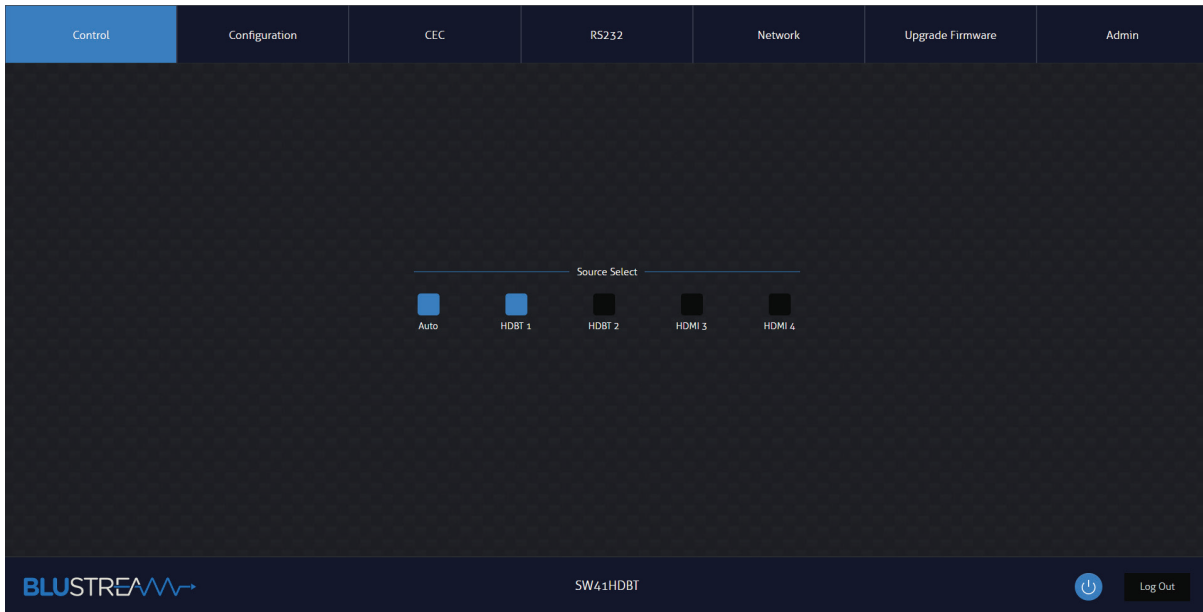 Control Configuration CEC RS232 Network Upgrade Firmware Admin
Source Select
Auto HDBT 1 HDBT 2 HDMI 3 HDMI 4
BLUSTREAM SW41HDBT Log Out